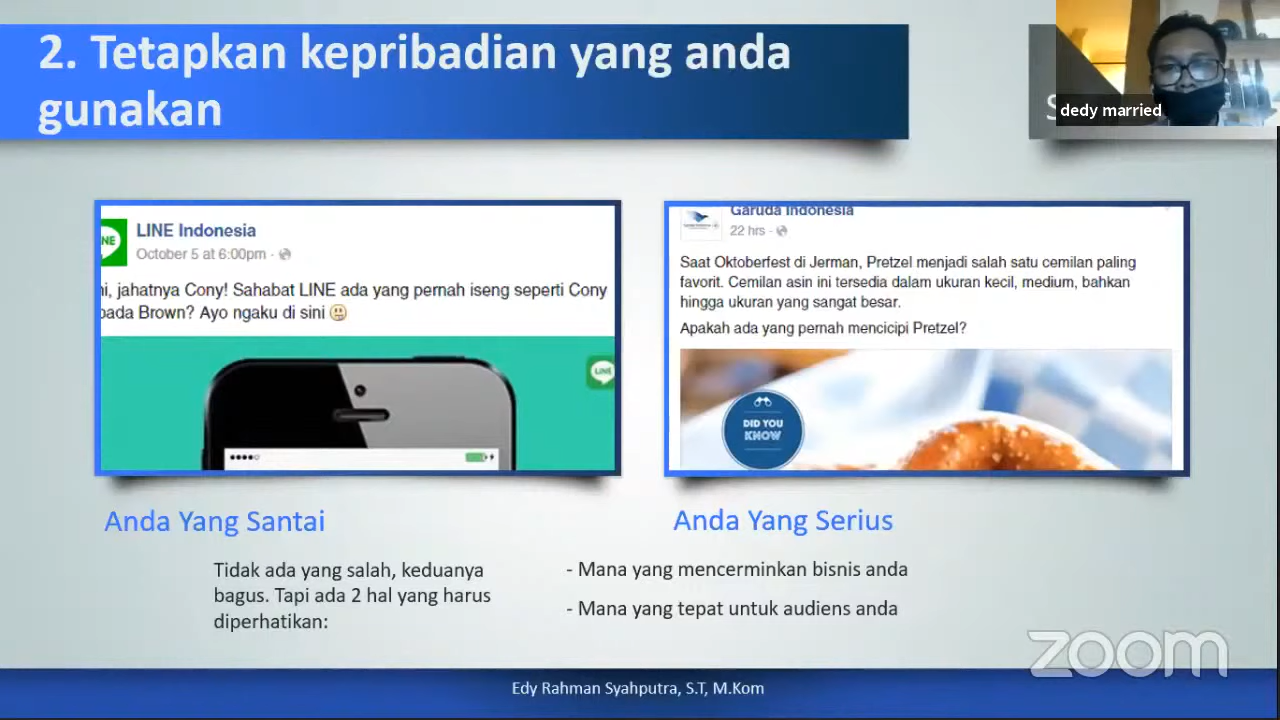 2. Tetapkan kepribadian yang anda
gunakan
S
dedy married
LINE Indonesia
October 5 at 6:00pm ·
NE
ni, jahatnya Cony! Sahabat LINE ada yang pernah iseng seperti Cony
pada Brown? Ayo ngaku di sini 😃
LINE
Garuda Indonesia
22 hrs ·
Saat Oktoberfest di Jerman, Pretzel menjadi salah satu cemilan paling
favorit. Cemilan asin ini tersedia dalam ukuran kecil, medium, bahkan
hingga ukuran yang sangat besar.
Apakah ada yang pernah mencicipi Pretzel?
DID YOU
KNOW
Anda Yang Santai
Anda Yang Serius
Tidak ada yang salah, keduanya
bagus. Tapi ada 2 hal yang harus
diperhatikan:
- Mana yang mencerminkan bisnis anda
- Mana yang tepat untuk audiens anda
zoom
Edy Rahman Syahputra, S.T, M.Kom